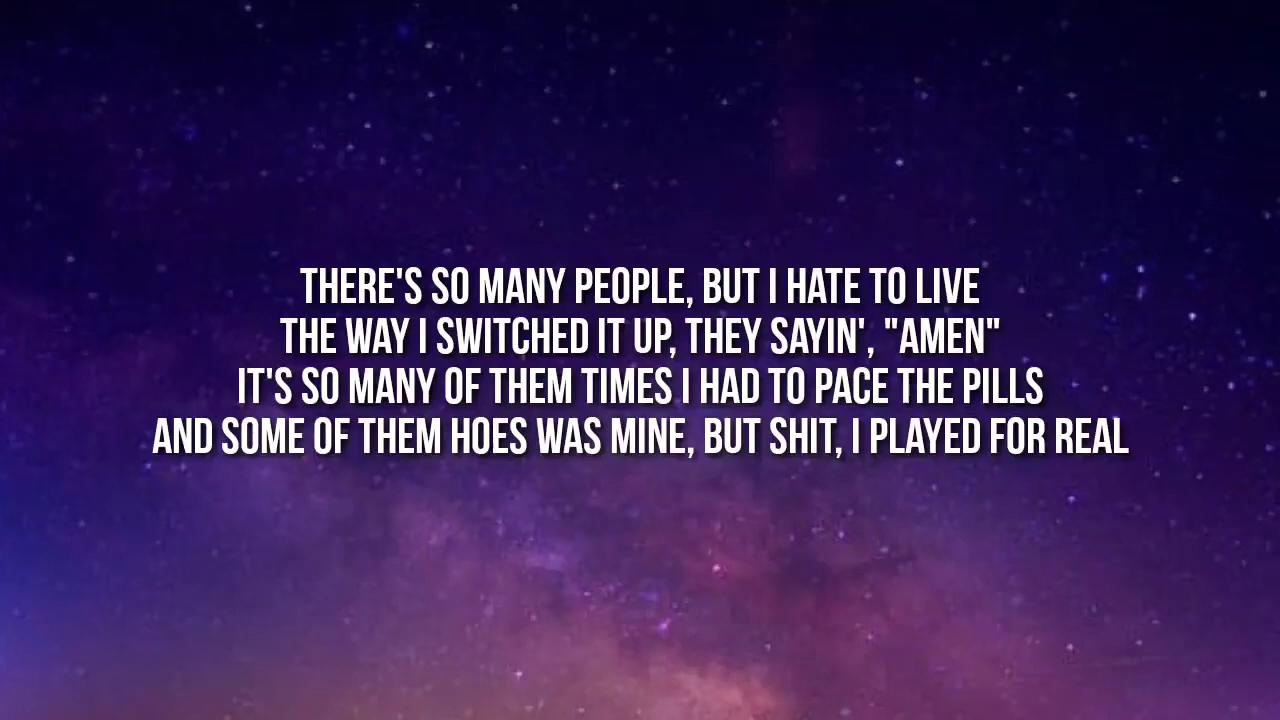 THERE'S SO MANY PEOPLE, BUT I HATE TO LIVE
THE WAY I SWITCHED IT UP, THEY SAYIN', "AMEN"
IT'S SO MANY OF THEM TIMES I HAD TO PACE THE PILLS
AND SOME OF THEM HOES WAS MINE, BUT SHIT, I PLAYED FOR REAL